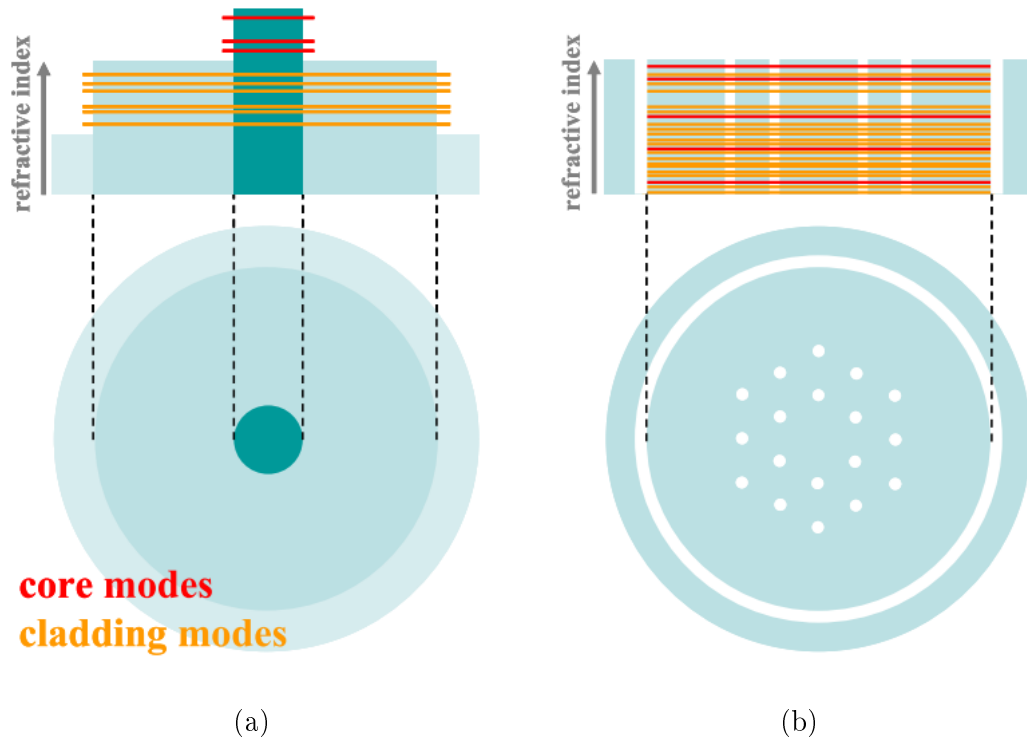 refractive index
refractive index
core modes
cladding modes
(a)
(b)